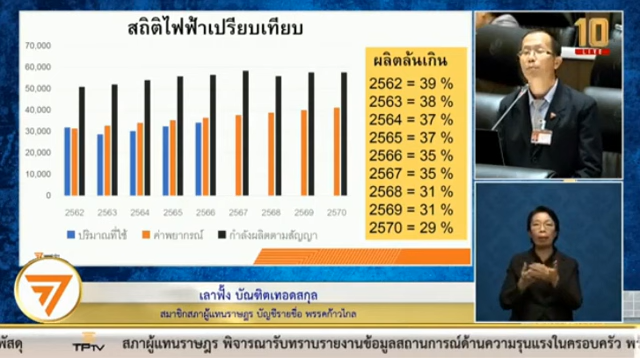 สถิติไฟฟ้าเปรียบเทียบ
70,000
60,000
50,000
40,000
30,000
20,000
10,000
0
2562 2563 2564 2565 2566 2567 2568 2569 2570
ปริมาณที่ใช้ ค่าพยากรณ์ กำลังผลิตตามสัญญา
ผลิตล้นเกิน
2562 = 39 %
2563 = 38 %
2564 = 37 %
2565 = 37 %
2566 = 35 %
2567 = 35 %
2568 = 31 %
2569 = 31 %
2570 = 29 %
10
LIVE
เลาฟั้ง บัณฑิตเทอดสกุล
สมาชิกสภาผู้แทนราษฎร บัญชีรายชื่อ พรรคก้าวไกล
พัสดุ TPTV สภาผู้แทนราษฎร พิจารณารับทราบรายงานข้อมูลสถานการณ์ด้านความรุนแรงในครอบครัว